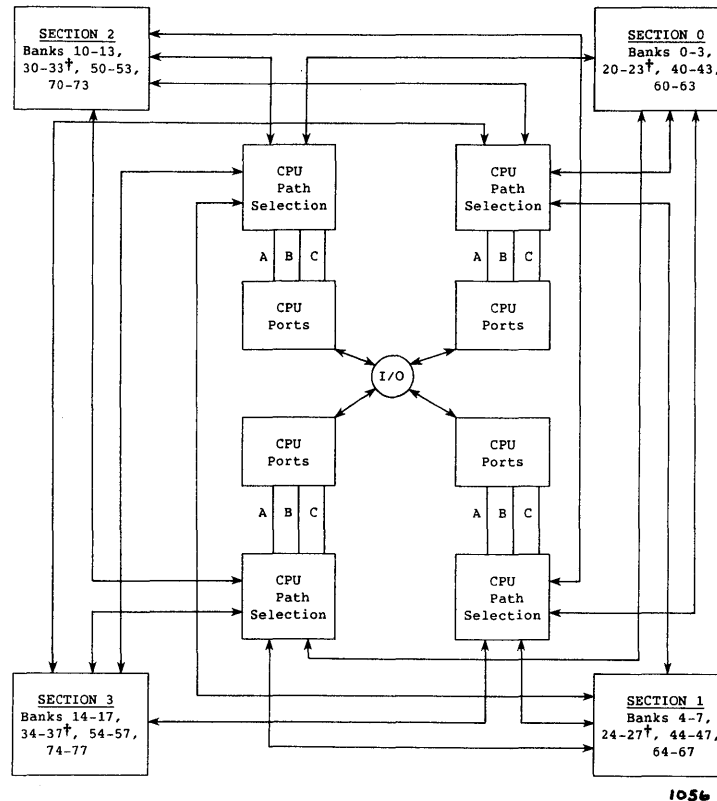 SECTION 2
Banks 10-13,
30-33†, 50-53,
70-73
SECTION 0
Banks 0-3,
20-23†, 40-43,
60-63
CPU
Path
Selection
CPU
Path
Selection
A B C
A B C
CPU
Ports
CPU
Ports
I/O
CPU
Ports
CPU
Ports
A B C
A B C
CPU
Path
Selection
CPU
Path
Selection
SECTION 3
Banks 14-17,
34-37†, 54-57,
74-77
SECTION 1
Banks 4-7,
24-27†, 44-47,
64-67
1056